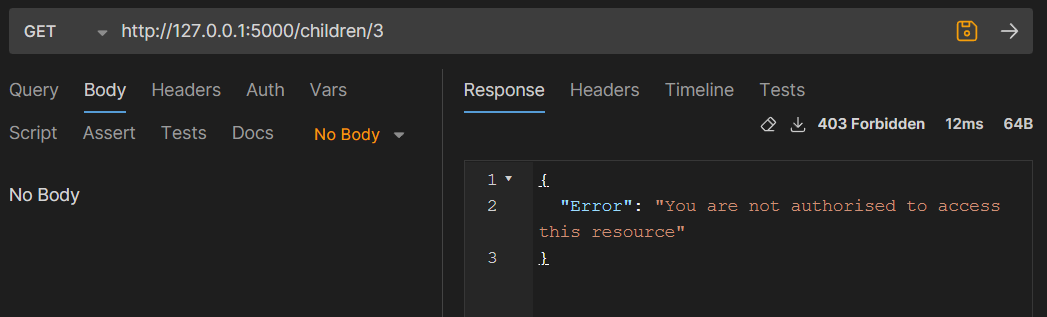 GET http://127.0.0.1:5000/children/3
Query Body Headers Auth Vars
Script Assert Tests Docs No Body
No Body
Response Headers Timeline Tests
403 Forbidden 12ms 64B
1 {
2 "Error": "You are not authorised to access
this resource"
3 }